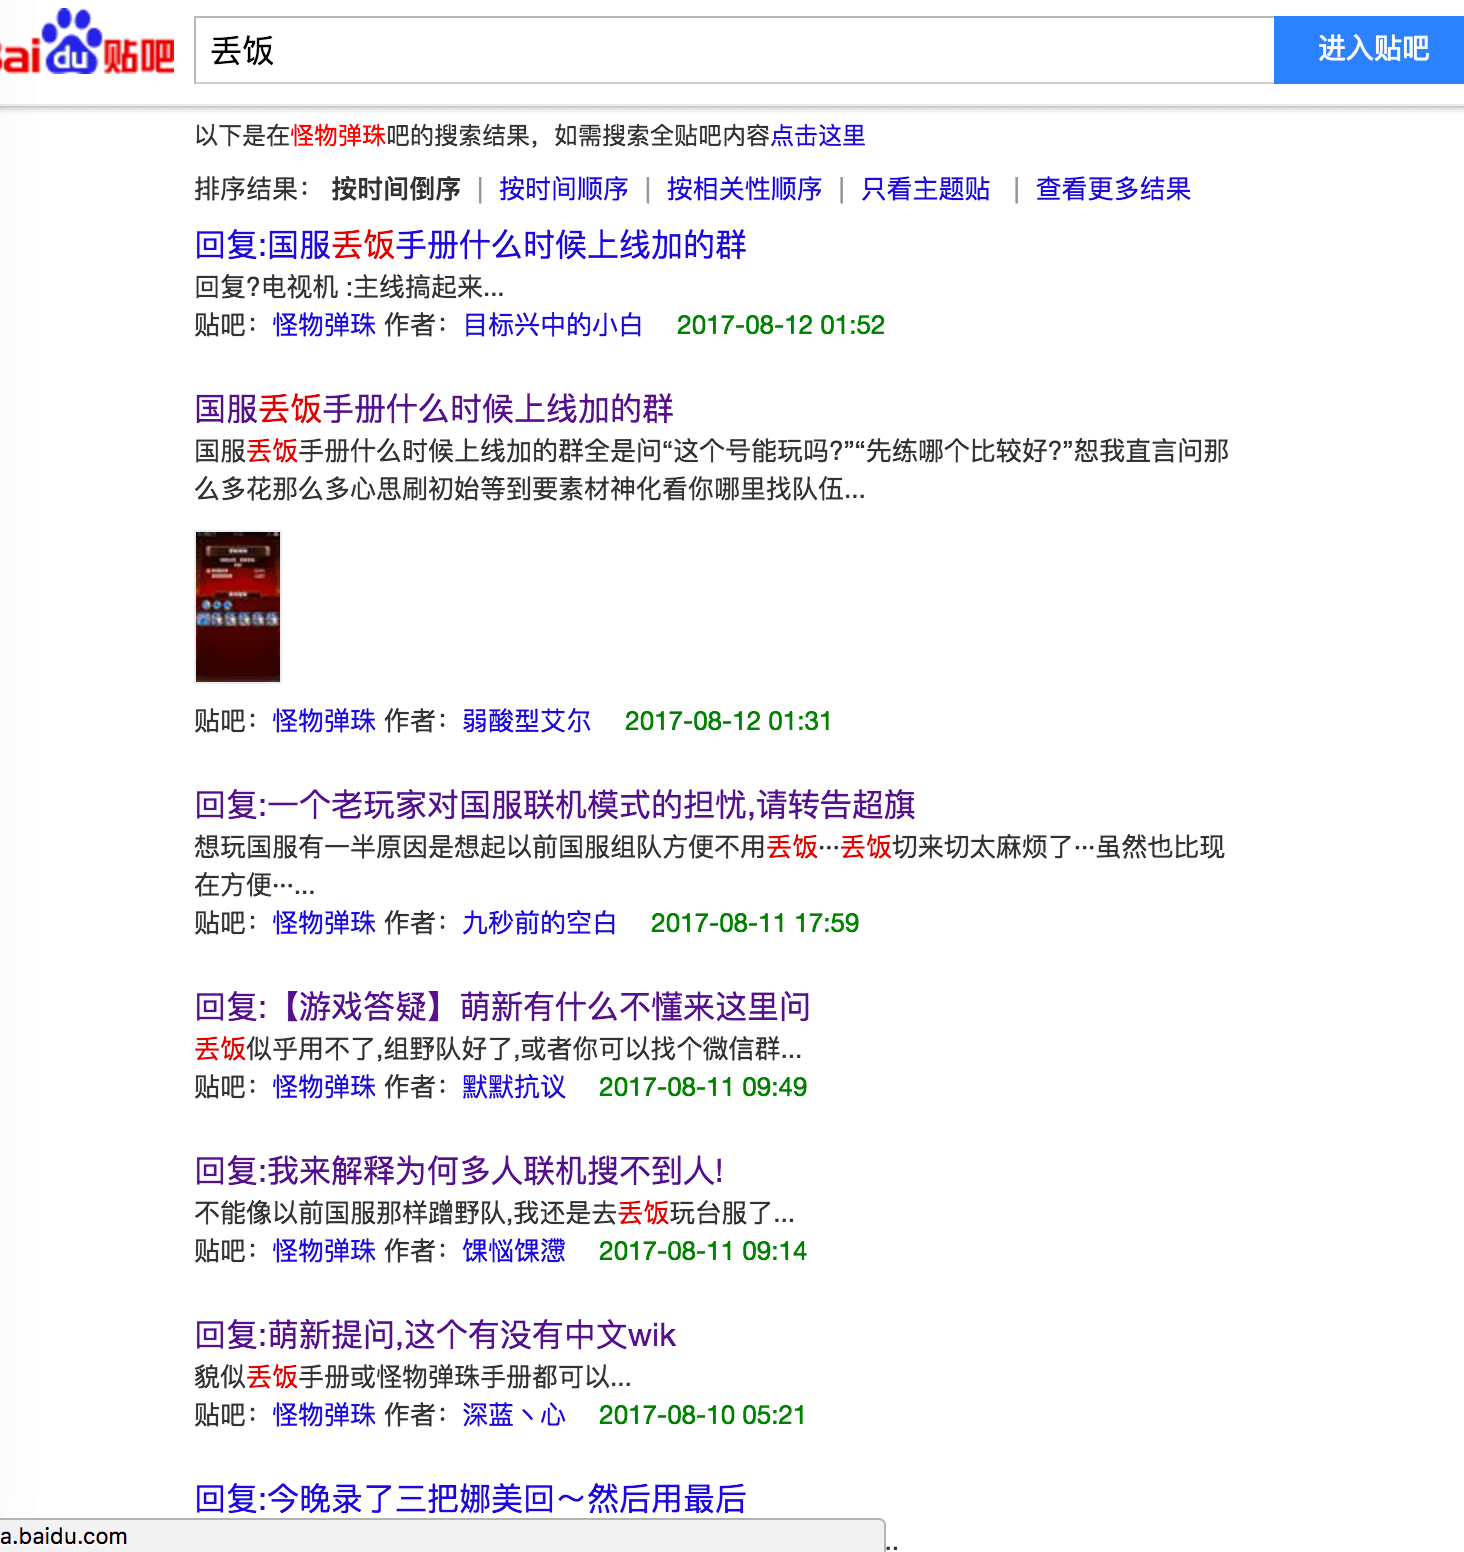 Bai du 贴吧
丢饭
进入贴吧
以下是在怪物弹珠吧的搜索结果，如需搜索全贴吧内容点击这里
排序结果： 按时间倒序 | 按时间顺序 | 按相关性顺序 | 只看主题贴 | 查看更多结果
回复:国服丢饭手册什么时候上线加的群
回复?电视机 :主线搞起来...
贴吧：怪物弹珠 作者：目标兴中的小白 2017-08-12 01:52
国服丢饭手册什么时候上线加的群
国服丢饭手册什么时候上线加的群全是问“这个号能玩吗?”“先练哪个比较好?”恕我直言问那
么多花那么多心思刷初始等到要素材神化看你哪里找队伍...
贴吧：怪物弹珠 作者：弱酸型艾尔 2017-08-12 01:31
回复:一个老玩家对国服联机模式的担忧,请转告超旗
想玩国服有一半原因是想起以前国服组队方便不用丢饭…丢饭切来切太麻烦了…虽然也比现
在方便…...
贴吧：怪物弹珠 作者：九秒前的空白 2017-08-11 17:59
回复:【游戏答疑】萌新有什么不懂来这里问
丢饭似乎用不了,组野队好了,或者你可以找个微信群...
贴吧：怪物弹珠 作者：默默抗议 2017-08-11 09:49
回复:我来解释为何多人联机搜不到人!
不能像以前国服那样蹭野队,我还是去丢饭玩台服了...
贴吧：怪物弹珠 作者：馃悩馃 2017-08-11 09:14
回复:萌新提问,这个有没有中文wik
貌似丢饭手册或怪物弹珠手册都可以...
贴吧：怪物弹珠 作者：深蓝丶心 2017-08-10 05:21
回复:今晚录了三把娜美回～然后用最后
a.baidu.com
..